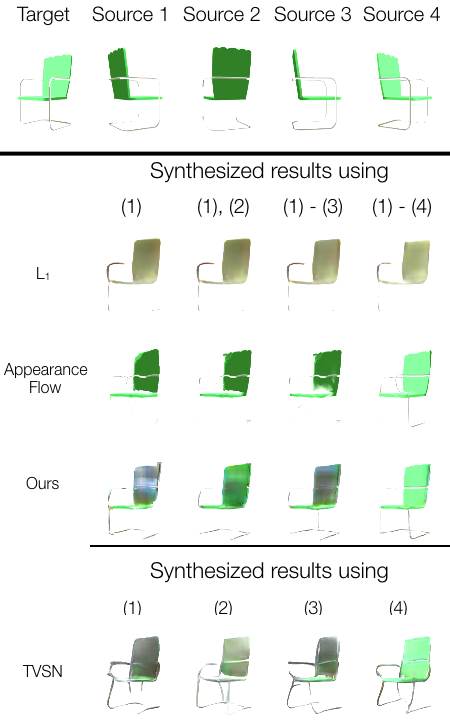 Target Source 1 Source 2 Source 3 Source 4
Synthesized results using
(1) (1), (2) (1) - (3) (1) - (4)
L₁
Appearance
Flow
Ours
Synthesized results using
(1) (2) (3) (4)
TVSN